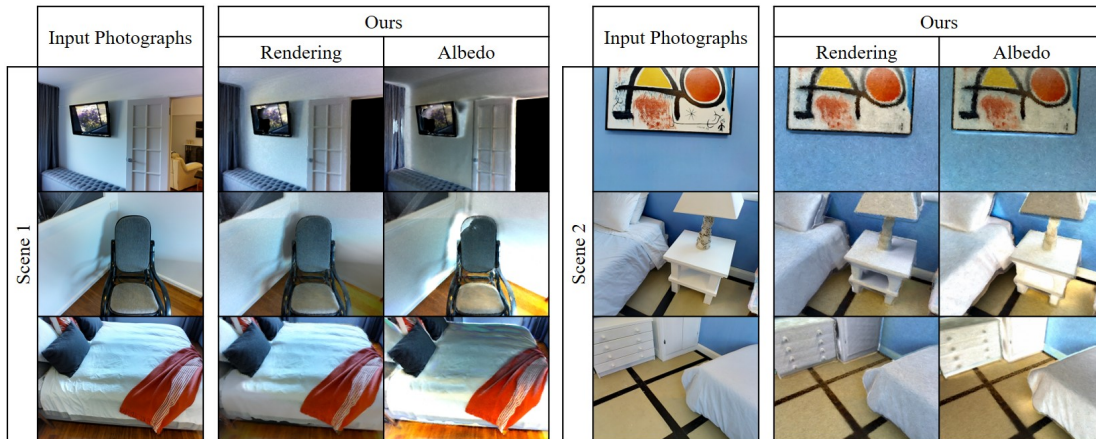 Input Photographs
Ours
Rendering
Albedo
Scene 1
Input Photographs
Ours
Rendering
Albedo
Scene 2